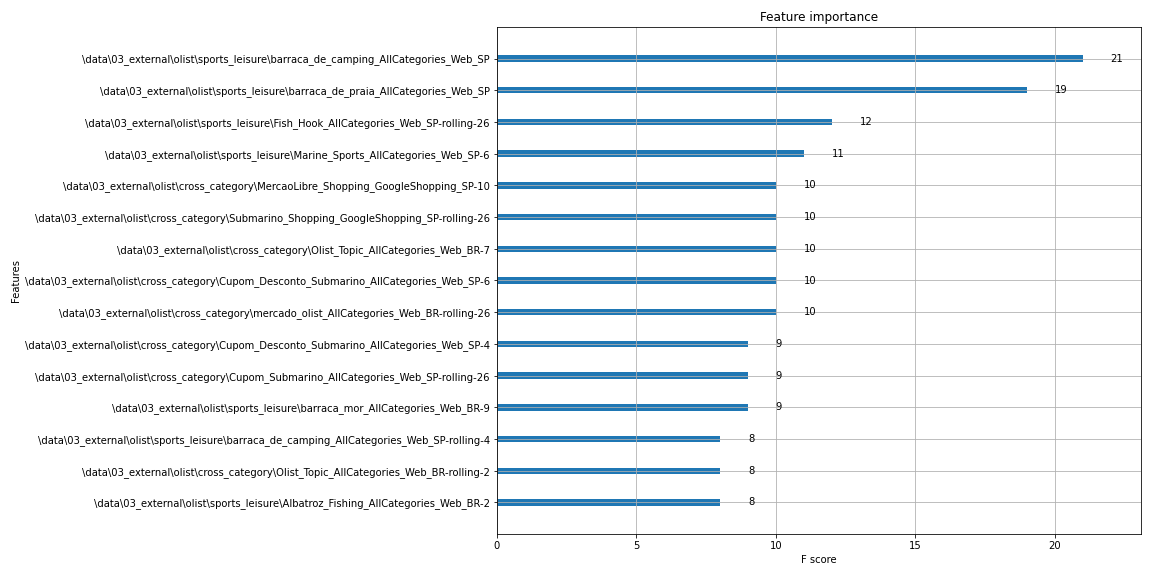 Feature importance
\data\03_external\olist\sports_leisure\barraca_de_camping_AllCategories_Web_SP 21
\data\03_external\olist\sports_leisure\barraca_de_praia_AllCategories_Web_SP 19
\data\03_external\olist\sports_leisure\Fish_Hook_AllCategories_Web_SP-rolling-26 12
\data\03_external\olist\sports_leisure\Marine_Sports_AllCategories_Web_SP-6 11
\data\03_external\olist\cross_category\MercaoLibre_Shopping_GoogleShopping_SP-10 10
\data\03_external\olist\cross_category\Submarino_Shopping_GoogleShopping_SP-rolling-26 10
\data\03_external\olist\cross_category\Olist_Topic_AllCategories_Web_BR-7 10
\data\03_external\olist\cross_category\Cupom_Desconto_Submarino_AllCategories_Web_SP-6 10
\data\03_external\olist\cross_category\mercado_olist_AllCategories_Web_BR-rolling-26 10
\data\03_external\olist\cross_category\Cupom_Desconto_Submarino_AllCategories_Web_SP-4 9
\data\03_external\olist\cross_category\Cupom_Submarino_AllCategories_Web_SP-rolling-26 9
\data\03_external\olist\sports_leisure\barraca_mor_AllCategories_Web_BR-9 9
\data\03_external\olist\sports_leisure\barraca_de_camping_AllCategories_Web_SP-rolling-4 8
\data\03_external\olist\cross_category\Olist_Topic_AllCategories_Web_BR-rolling-2 8
\data\03_external\olist\sports_leisure\Albatroz_Fishing_AllCategories_Web_BR-2 8
Features
0 5 10 15 20
F score